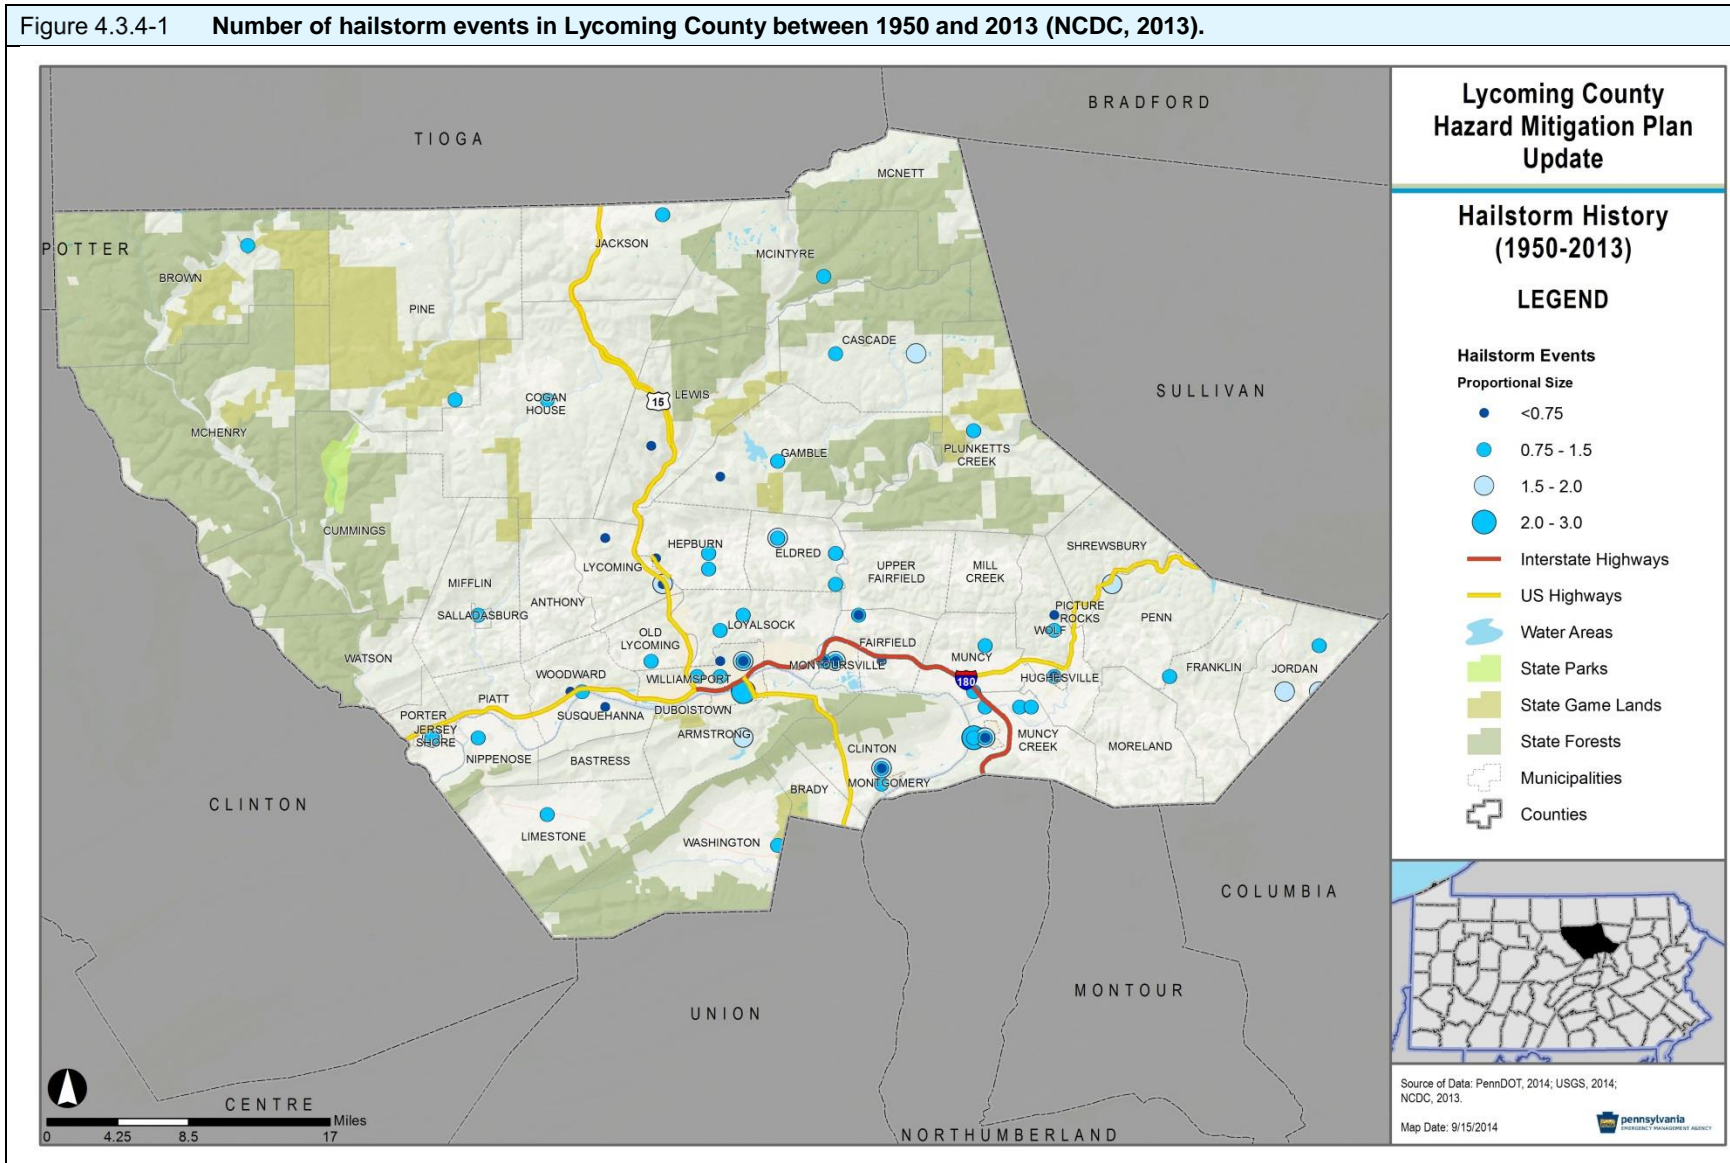 Figure 4.3.4-1 Number of hailstorm events in Lycoming County between 1950 and 2013 (NCDC, 2013).
BRADFORD
TIOGA
MCNETT
POTTER
JACKSON
MCINTYRE
BROWN
PINE
CASCADE
SULLIVAN
COGAN
HOUSE
15
LEWIS
MCHENRY
GAMBLE
PLUNKETTS
CREEK
CUMMINGS
HEPBURN
ELDRED
SHREWSBURY
LYCOMING
UPPER
FAIRFIELD
MILL
CREEK
MIFFLIN
ANTHONY
SALLADASBURG
PICTURE
ROCKS
PENN
OLD
LYCOMING
LOYALSOCK
WOLF
FAIRFIELD
WATSON
MUNCY
MONTOURSVILLE
FRANKLIN
JORDAN
WOODWARD
WILLIAMSPORT
180
HUGHESVILLE
PIATT
PORTER
SUSQUEHANNA
DUBOISTOWN
JERSEY
SHORE
ARMSTRONG
MUNCY
CREEK
CLINTON
MORELAND
NIPPENOSE
BASTRESS
MONTGOMERY
BRADY
CLINTON
LIMESTONE
WASHINGTON
COLUMBIA
MONTOUR
UNION
CENTRE
NORTHUMBERLAND
Miles
0 4.25 8.5 17
Lycoming County
Hazard Mitigation Plan
Update
Hailstorm History
(1950-2013)
LEGEND
Hailstorm Events
Proportional Size
<0.75
0.75 - 1.5
1.5 - 2.0
2.0 - 3.0
Interstate Highways
US Highways
Water Areas
State Parks
State Game Lands
State Forests
Municipalities
Counties
Source of Data: PennDOT, 2014; USGS, 2014;
NCDC, 2013.
Map Date: 9/15/2014
pennsylvania
EMERGENCY MANAGEMENT AGENCY